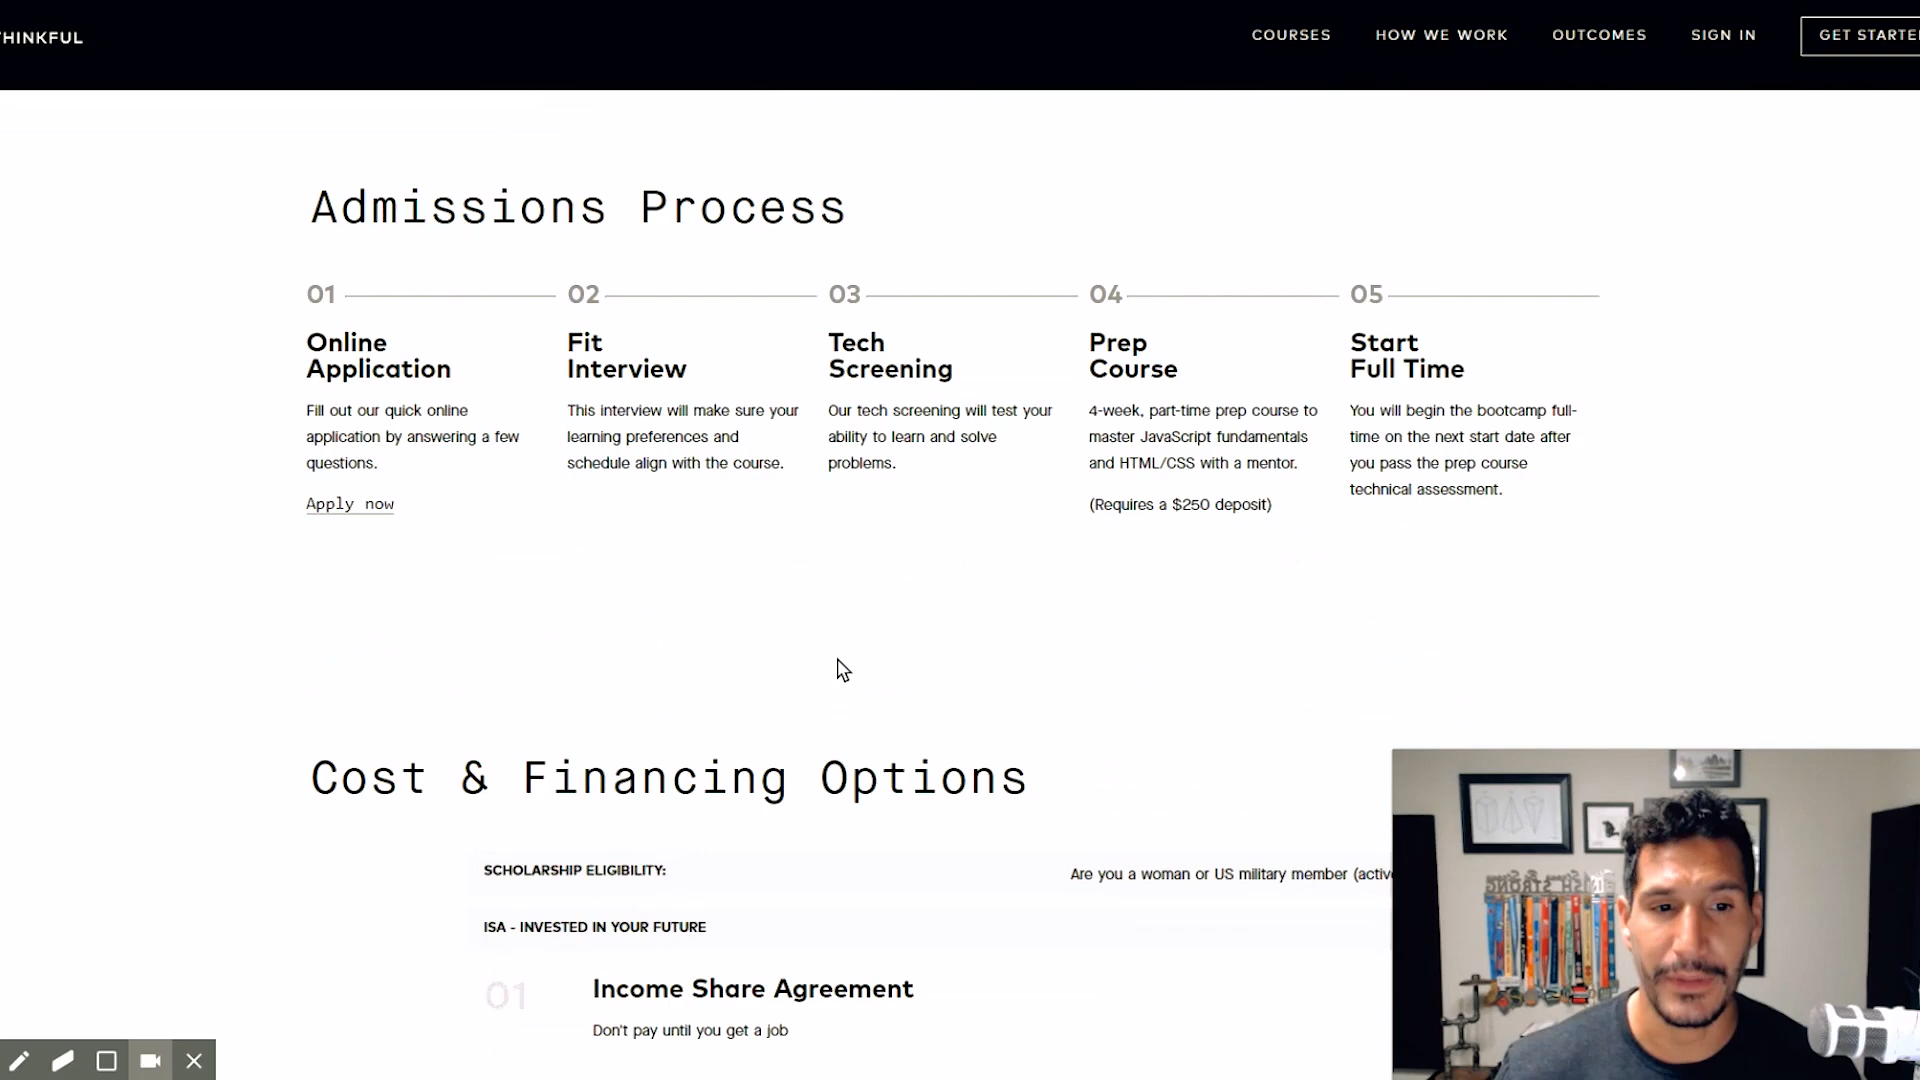 THINKFUL
COURSES
HOW WE WORK
OUTCOMES
SIGN IN
GET STARTE
Admissions Process
01
02
03
04
05
Online
Application
Fill out our quick online
application by answering a few
questions.
Apply now
Fit
Interview
This interview will make sure your
learning preferences and
schedule align with the course.
Tech
Screening
Our tech screening will test your
ability to learn and solve
problems.
Prep
Course
4-week, part-time prep course to
master JavaScript fundamentals
and HTML/CSS with a mentor.
(Requires a $250 deposit)
Start
Full Time
You will begin the bootcamp full-
time on the next start date after
you pass the prep course
technical assessment.
Cost & Financing Options
SCHOLARSHIP ELIGIBILITY:
Are you a woman or US military member (active
ISA - INVESTED IN YOUR FUTURE
01
Income Share Agreement
Don't pay until you get a job